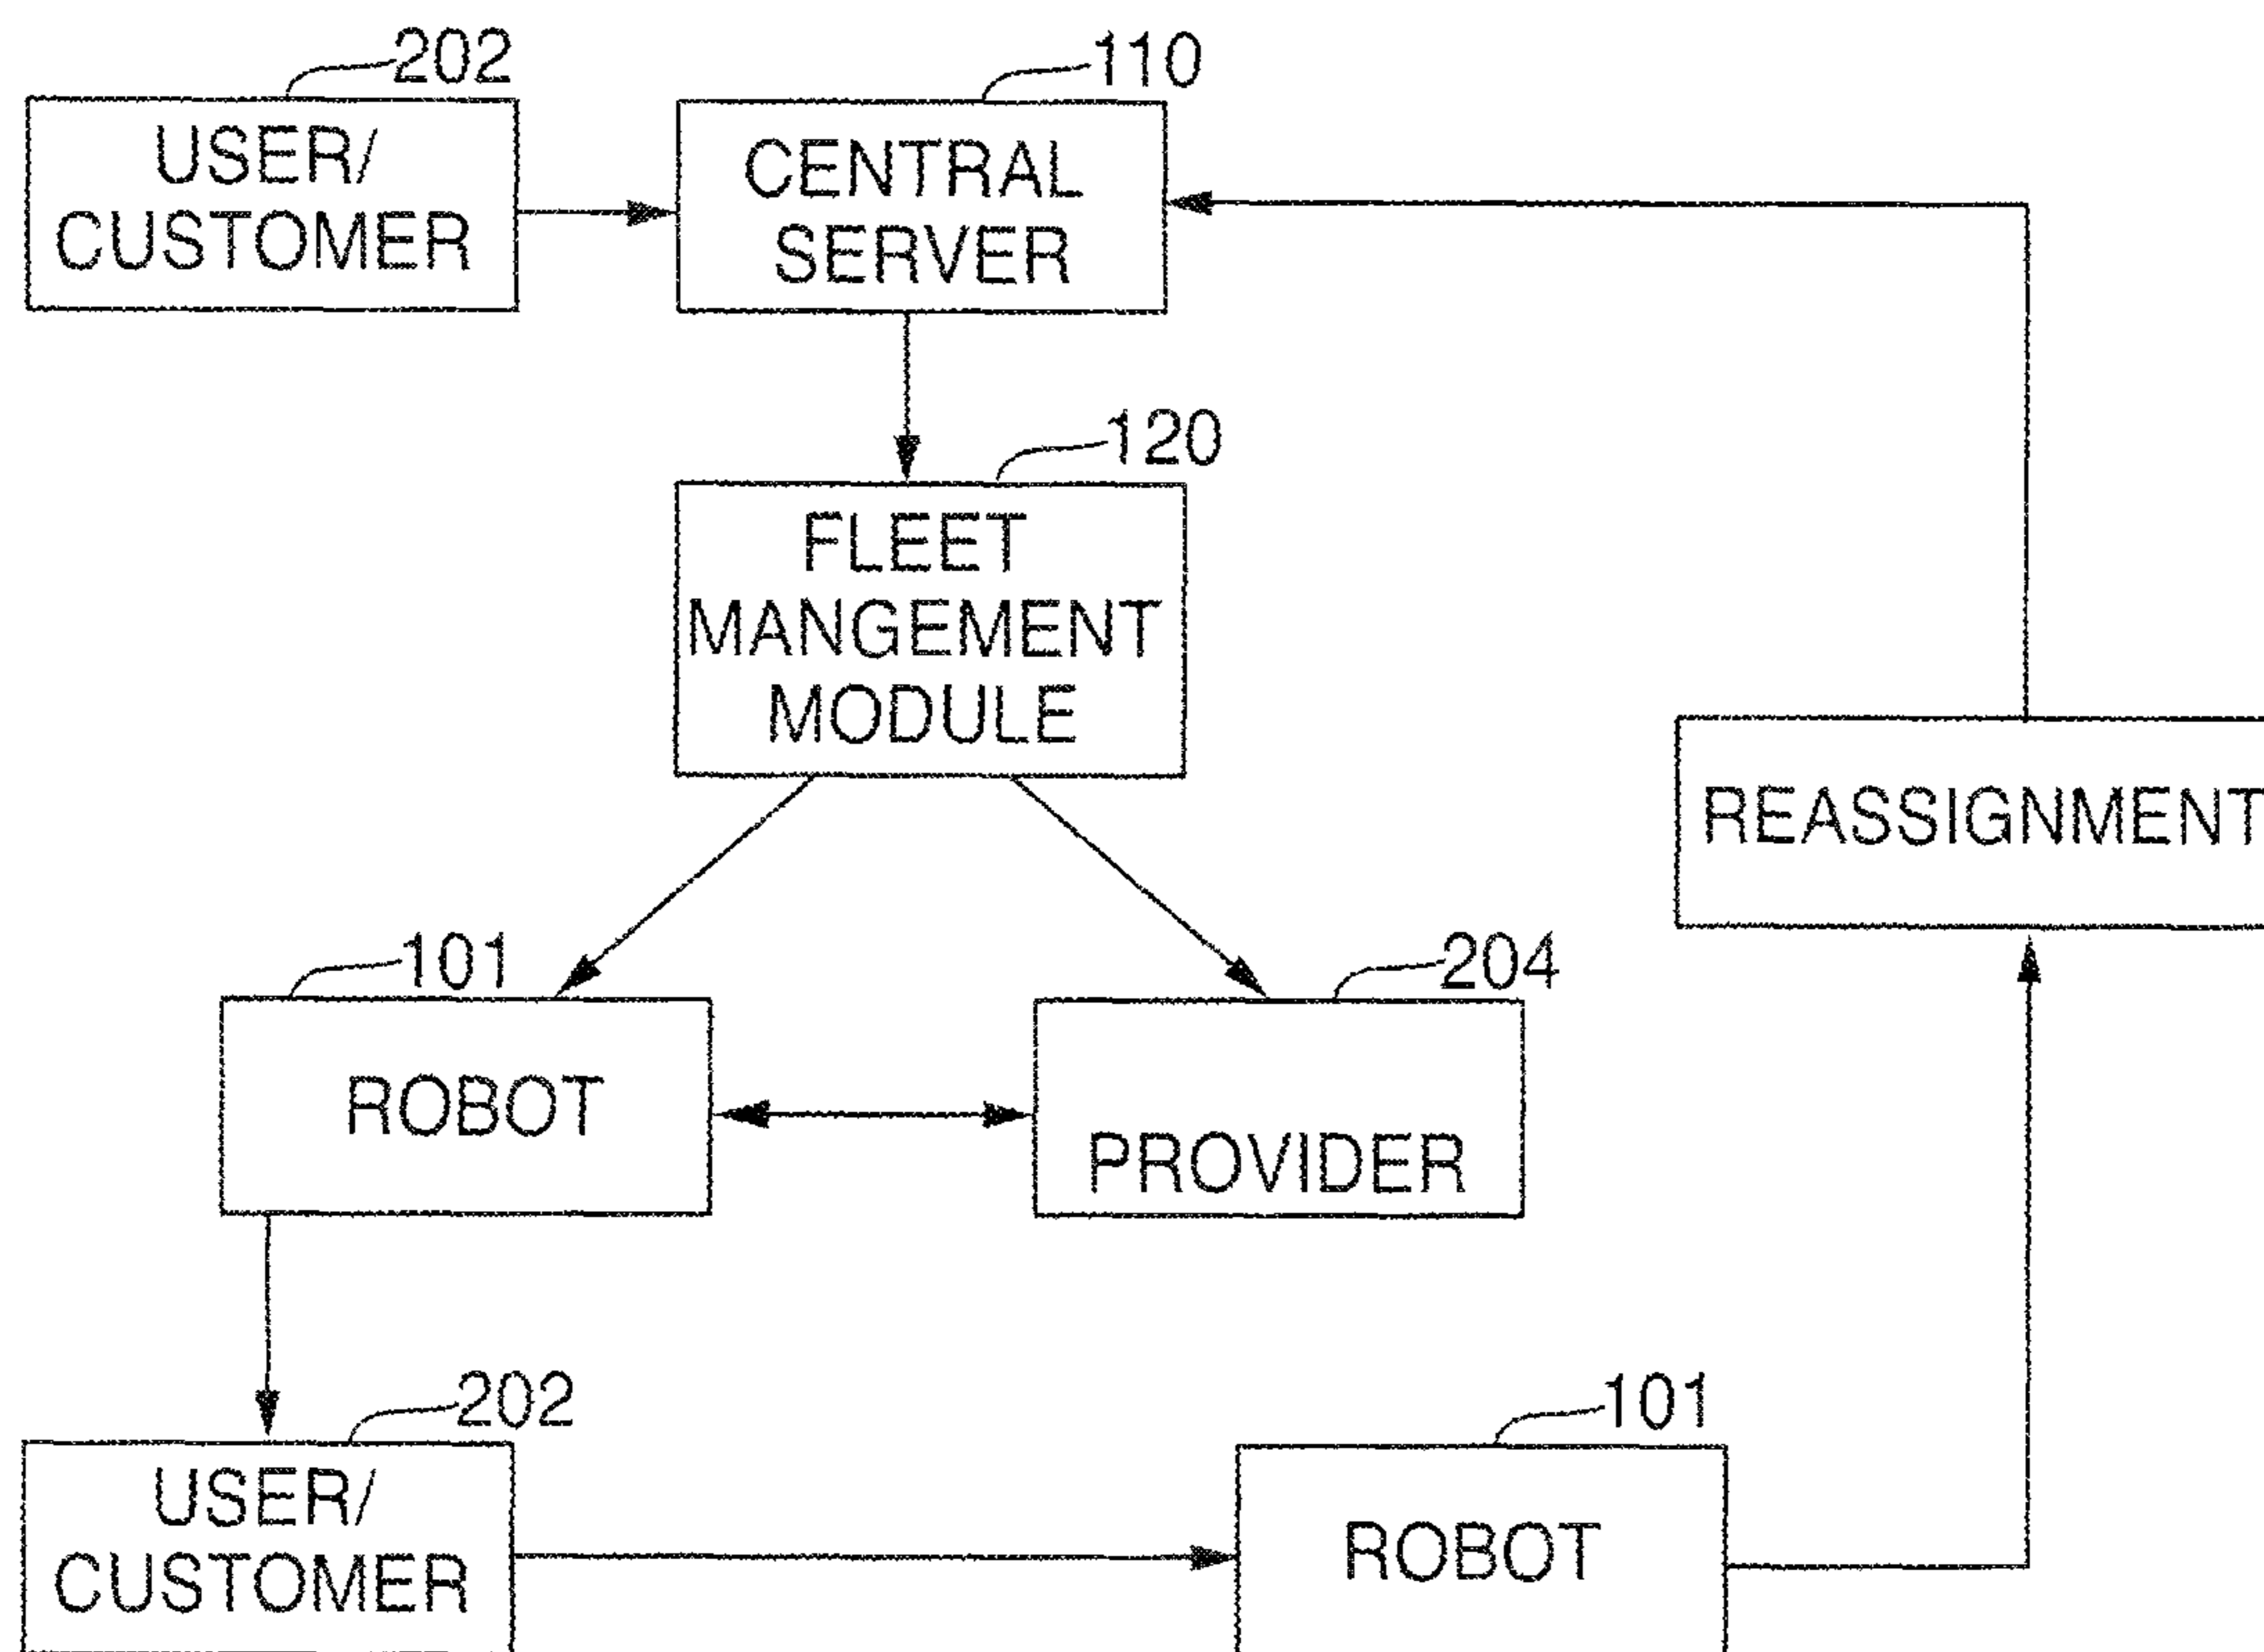 202
110
USER/
CUSTOMER
CENTRAL
SERVER
120
FLEET
MANGEMENT
MODULE
REASSIGNMENT
101
204
ROBOT
PROVIDER
202
101
USER/
CUSTOMER
ROBOT